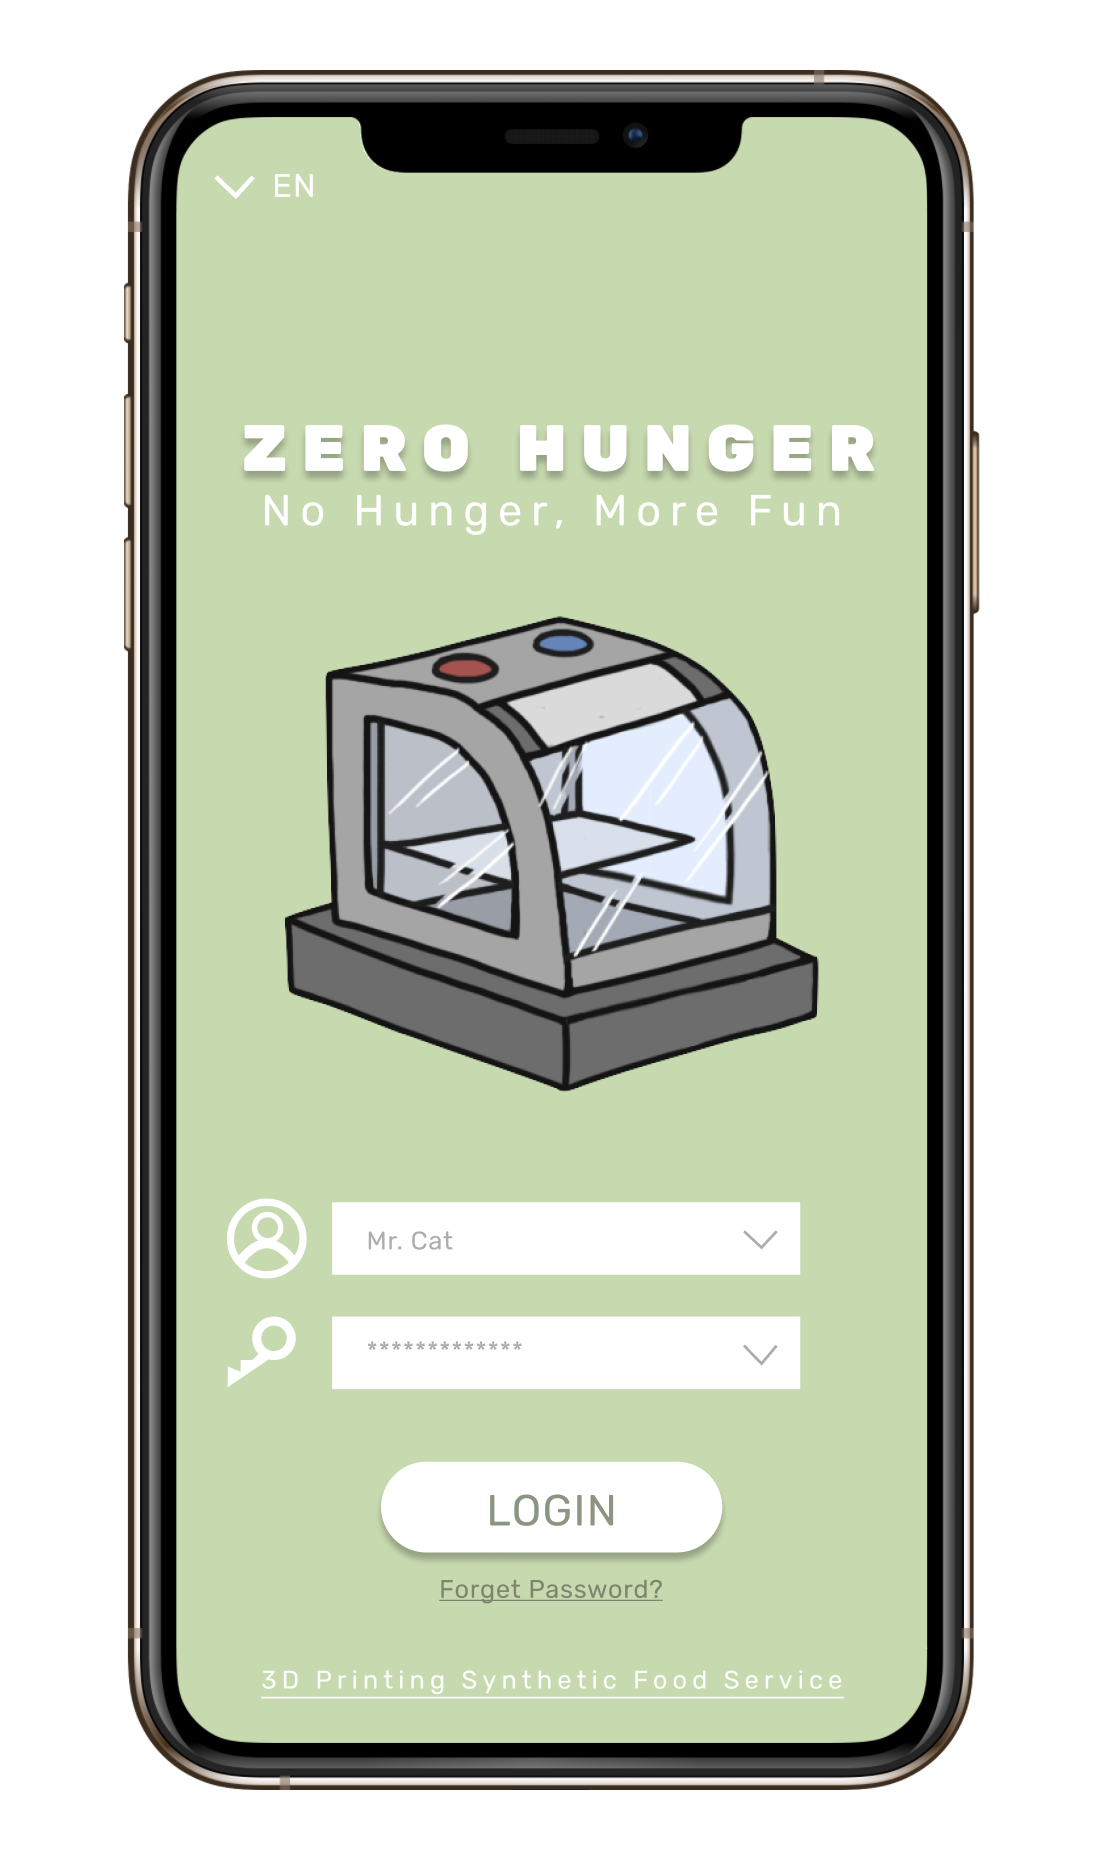 EN
ZERO HUNGER
No Hunger, More Fun
Mr. Cat
*************
LOGIN
Forget Password?
3D Printing Synthetic Food Service